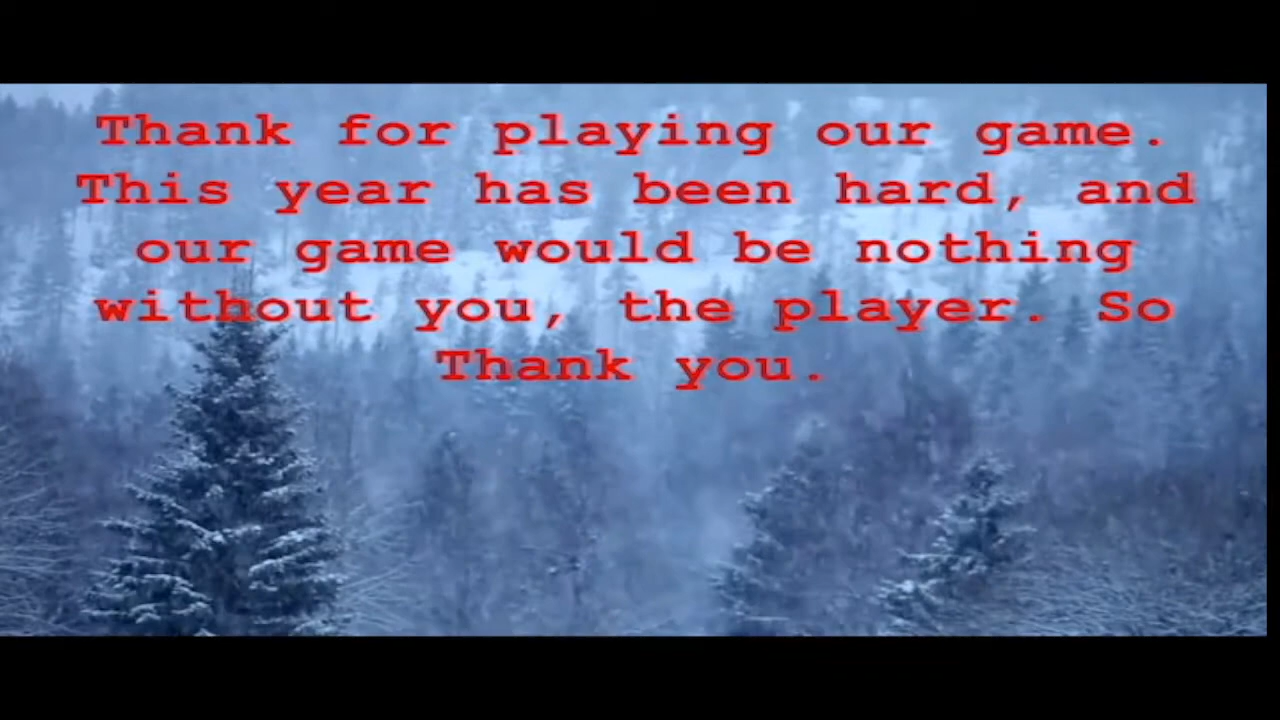 Thank for playing our game.
This year has been hard, and
our game would be nothing
without you, the player. So
Thank you.